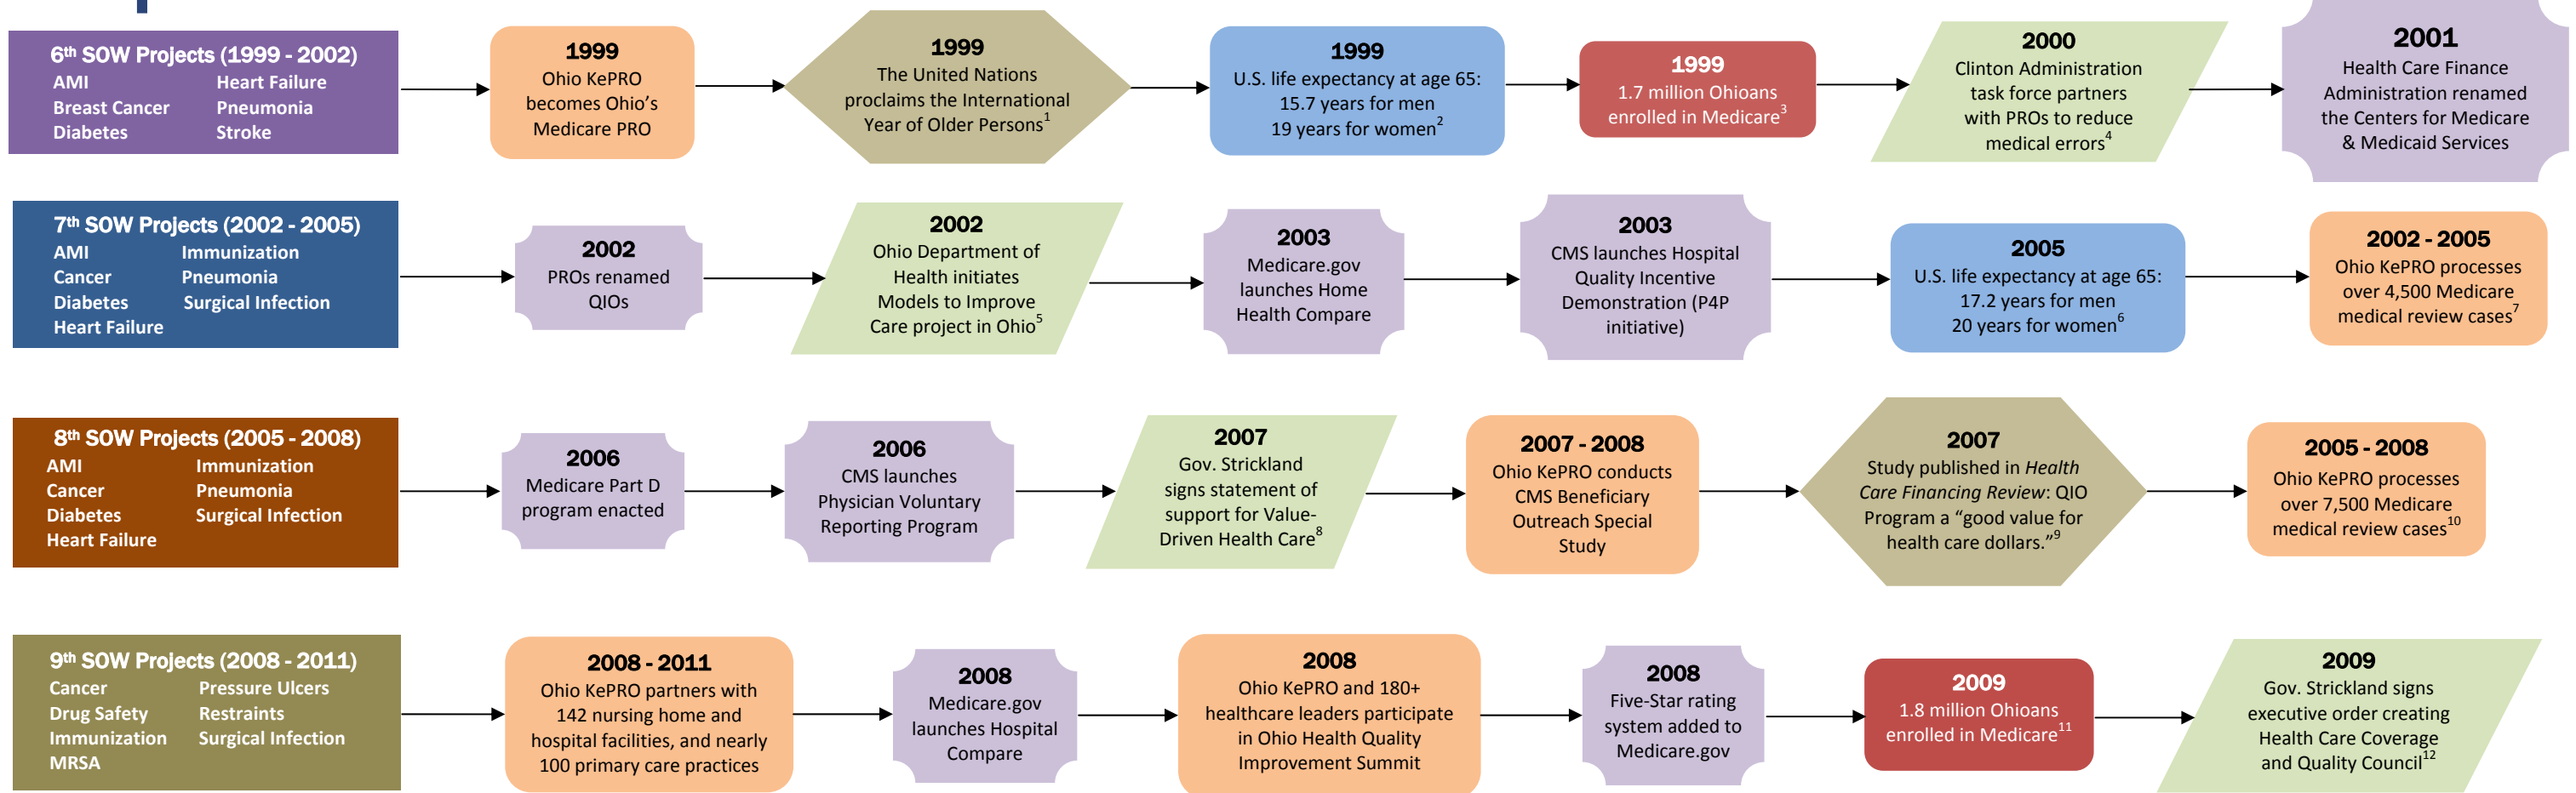 6th SOW Projects (1999 - 2002)
AMI Heart Failure
Breast Cancer Pneumonia
Diabetes Stroke
1999
Ohio KePRO
becomes Ohio’s
Medicare PRO
1999
The United Nations
proclaims the International
Year of Older Persons1
1999
U.S. life expectancy at age 65:
15.7 years for men
19 years for women2
1999
1.7 million Ohioans
enrolled in Medicare3
2000
Clinton Administration
task force partners
with PROs to reduce
medical errors4
2001
Health Care Finance
Administration renamed
the Centers for Medicare
& Medicaid Services
7th SOW Projects (2002 - 2005)
AMI Immunization
Cancer Pneumonia
Diabetes Surgical Infection
Heart Failure
2002
PROs renamed
QIOs
2002
Ohio Department of
Health initiates
Models to Improve
Care project in Ohio5
2003
Medicare.gov
launches Home
Health Compare
2003
CMS launches Hospital
Quality Incentive
Demonstration (P4P
initiative)
2005
U.S. life expectancy at age 65:
17.2 years for men
20 years for women6
2002 - 2005
Ohio KePRO processes
over 4,500 Medicare
medical review cases7
8th SOW Projects (2005 - 2008)
AMI Immunization
Cancer Pneumonia
Diabetes Surgical Infection
Heart Failure
2006
Medicare Part D
program enacted
2006
CMS launches
Physician Voluntary
Reporting Program
2007
Gov. Strickland
signs statement of
support for Value-
Driven Health Care8
2007 - 2008
Ohio KePRO conducts
CMS Beneficiary
Outreach Special
Study
2007
Study published in Health
Care Financing Review: QIO
Program a “good value for
health care dollars.”9
2005 - 2008
Ohio KePRO processes
over 7,500 Medicare
medical review cases10
9th SOW Projects (2008 - 2011)
Cancer Pressure Ulcers
Drug Safety Restraints
Immunization Surgical Infection
MRSA
2008 - 2011
Ohio KePRO partners with
142 nursing home and
hospital facilities, and nearly
100 primary care practices
2008
Medicare.gov
launches Hospital
Compare
2008
Ohio KePRO and 180+
healthcare leaders participate
in Ohio Health Quality
Improvement Summit
2008
Five-Star rating
system added to
Medicare.gov
2009
1.8 million Ohioans
enrolled in Medicare11
2009
Gov. Strickland signs
executive order creating
Health Care Coverage
and Quality Council12